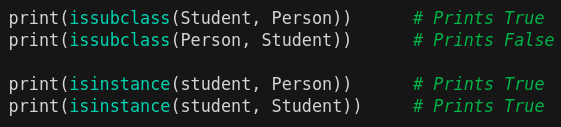 print(issubclass(Student, Person))      # Prints True
print(issubclass(Person, Student))      # Prints False
print(isinstance(student, Person))      # Prints True
print(isinstance(student, Student))     # Prints True